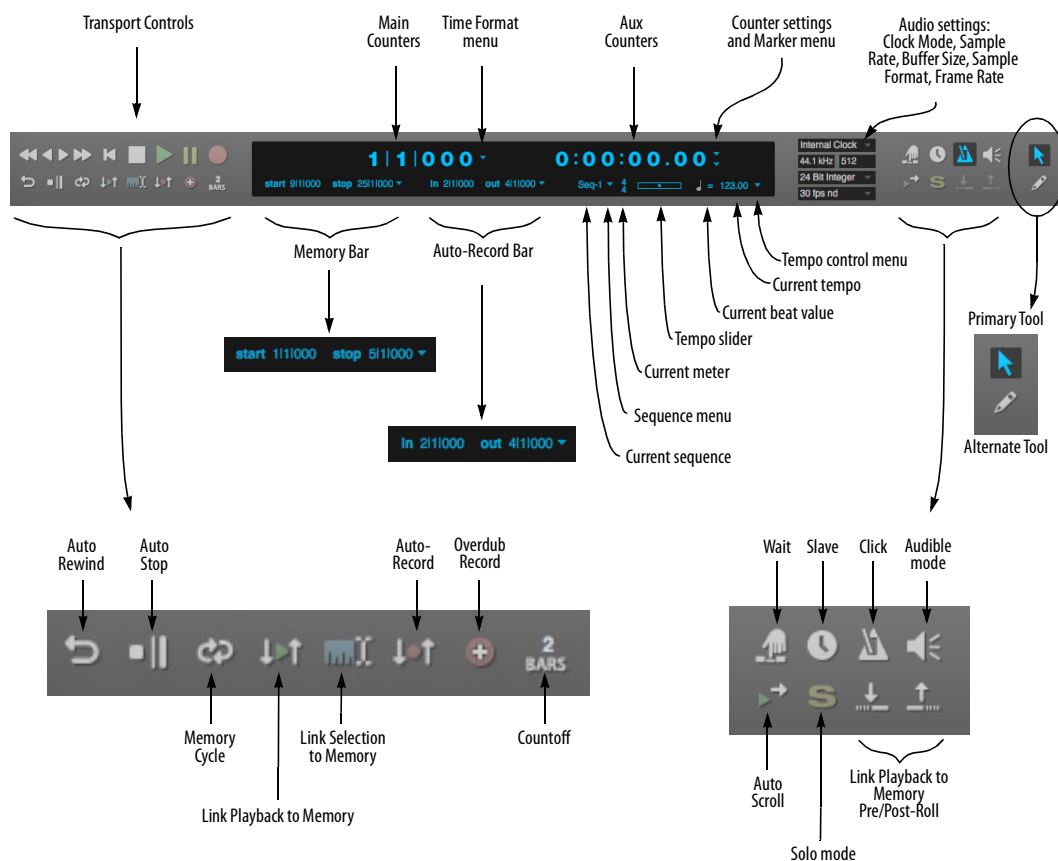 Transport Controls
Main
Counters
Time Format
menu
Aux
Counters
Counter settings
and Marker menu
Audio settings:
Clock Mode, Sample
Rate, Buffer Size, Sample
Format, Frame Rate
1|1|000
0:00:00.00
Internal Clock
44.1 kHz 512
24 Bit Integer
30 fps nd
2
BARS
start 9|1|000 stop 25|1|000
In 2|1|000 out 4|1|000
Seq-1
4
4
= 123.00
S
Memory Bar
Auto-Record Bar
Tempo control menu
Current tempo
Current beat value
Tempo slider
Current meter
Sequence menu
Current sequence
Primary Tool
Alternate Tool
start 1|1|000 stop 5|1|000
In 2|1|000 out 4|1|000
Auto
Rewind
Auto
Stop
Auto-
Record
Overdub
Record
2
BARS
Memory
Cycle
Link Selection
to Memory
Countoff
Link Playback to Memory
Wait
Slave
Click
Audible
mode
S
Auto
Scroll
Link Playback to
Memory
Pre/Post-Roll
Solo mode